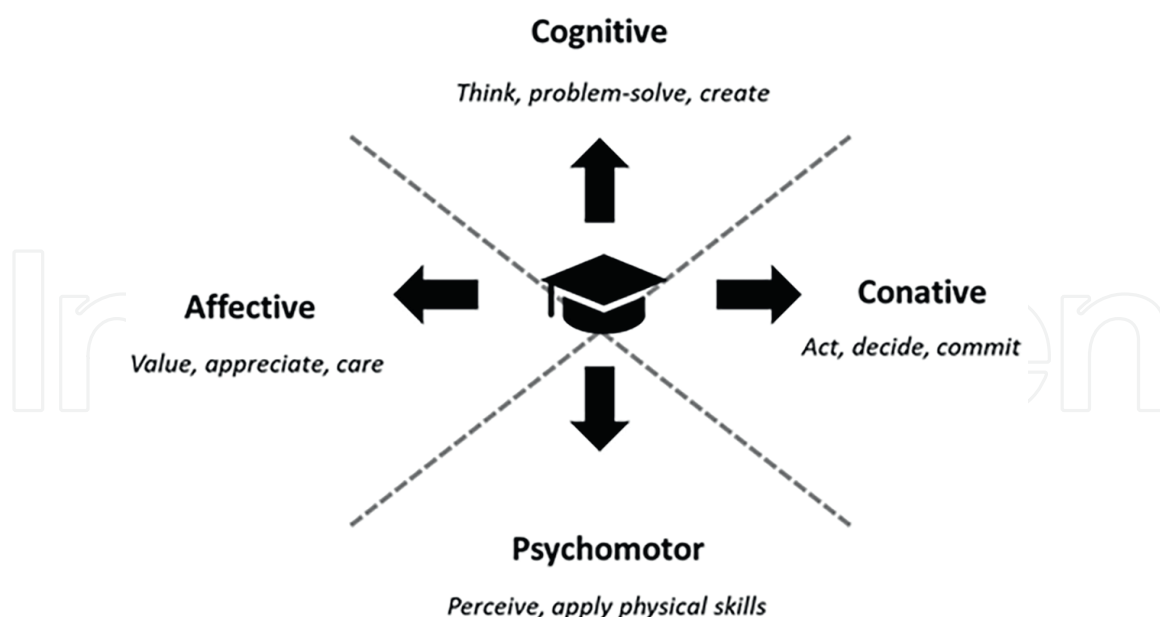 Cognitive
Think, problem-solve, create
Affective
Value, appreciate, care
Conative
Act, decide, commit
Psychomotor
Perceive, apply physical skills